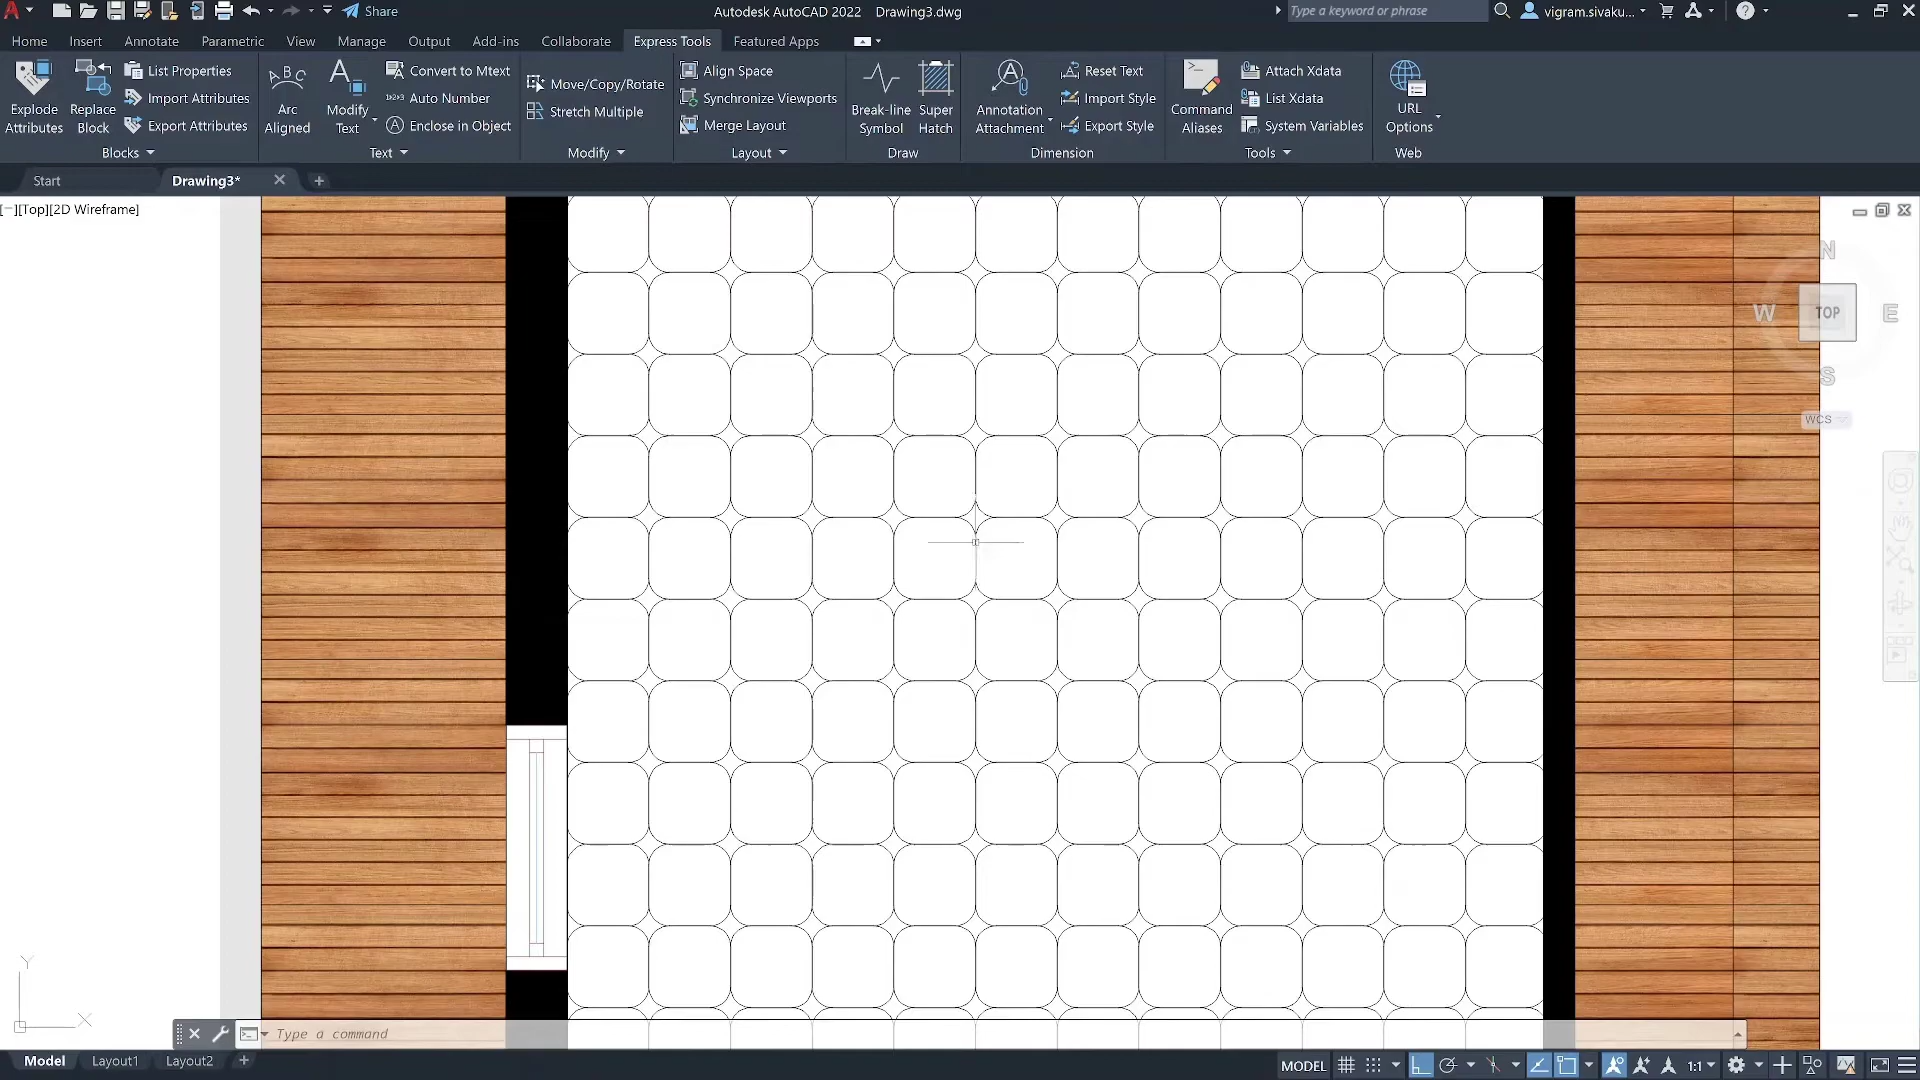 Share
Autodesk AutoCAD 2022 Drawing3.dwg
Type a keyword or phrase
vigram.sivaku...
Home Insert Annotate Parametric View Manage Output Add-ins Collaborate Express Tools Featured Apps
Explode Attributes
Replace Block
List Properties
Import Attributes
Export Attributes
Blocks
ABC
Arc Aligned
A
Modify Text
Convert to Mtext
Auto Number
Enclose in Object
Text
Move/Copy/Rotate
Stretch Multiple
Modify
Align Space
Synchronize Viewports
Merge Layout
Layout
Break-line Symbol
Super Hatch
Draw
Annotation Attachment
Reset Text
Import Style
Export Style
Dimension
Command Aliases
Attach Xdata
List Xdata
System Variables
Tools
URL Options
Web
Start
Drawing3*
[−][Top][2D Wireframe]
N
W TOP E
S
WCS
Y
X
Type a command
Model Layout1 Layout2
MODEL
1:1